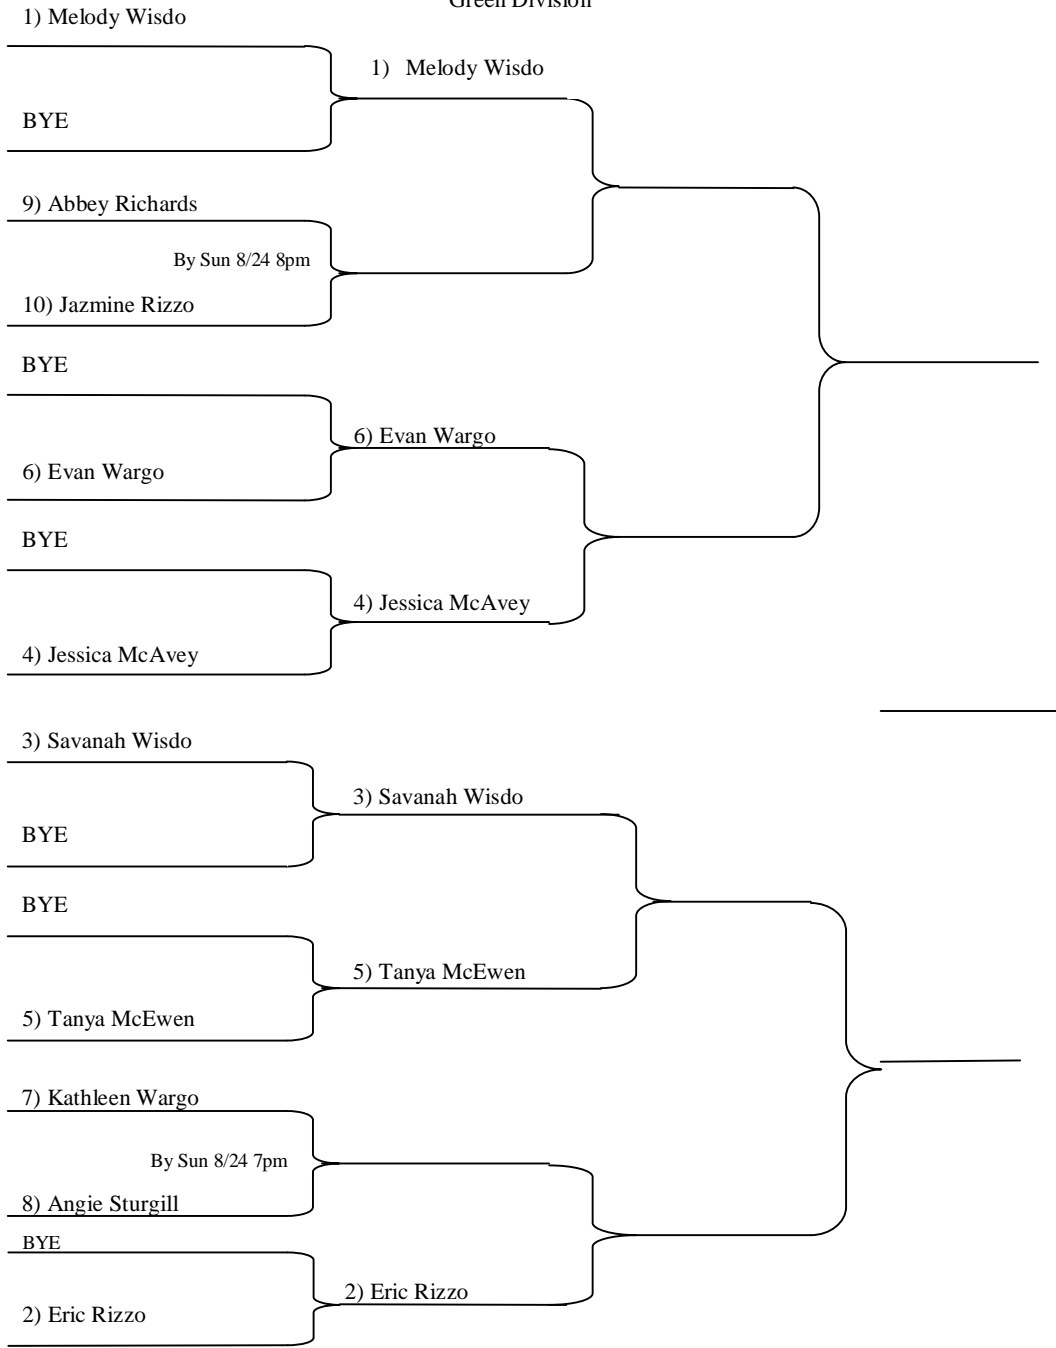 Green Division
1) Melody Wisdo
1) Melody Wisdo
BYE
9) Abbey Richards
By Sun 8/24 8pm
10) Jazmine Rizzo
BYE
6) Evan Wargo
6) Evan Wargo
BYE
4) Jessica McAvey
4) Jessica McAvey
3) Savanah Wisdo
3) Savanah Wisdo
BYE
BYE
5) Tanya McEwen
5) Tanya McEwen
7) Kathleen Wargo
By Sun 8/24 7pm
8) Angie Sturgill
BYE
2) Eric Rizzo
2) Eric Rizzo